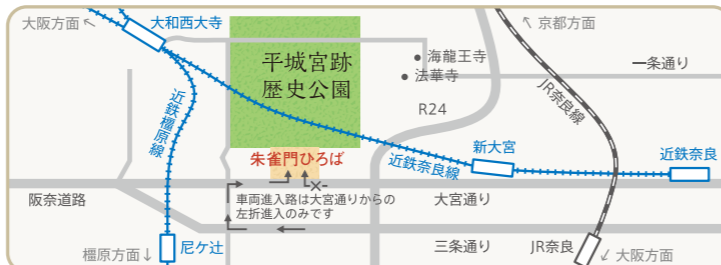 大阪方面
大和西大寺
京都方面
平城宮跡
歴史公園
海龍王寺
法華寺
一条通り
JR奈良線
近鉄橿原線
R24
朱雀門ひろば
近鉄奈良線
新大宮
近鉄奈良
阪奈道路
車両進入路は大宮通りからの
左折進入のみです
大宮通り
橿原方面↓
尼ケ辻
三条通り
JR奈良
大阪方面